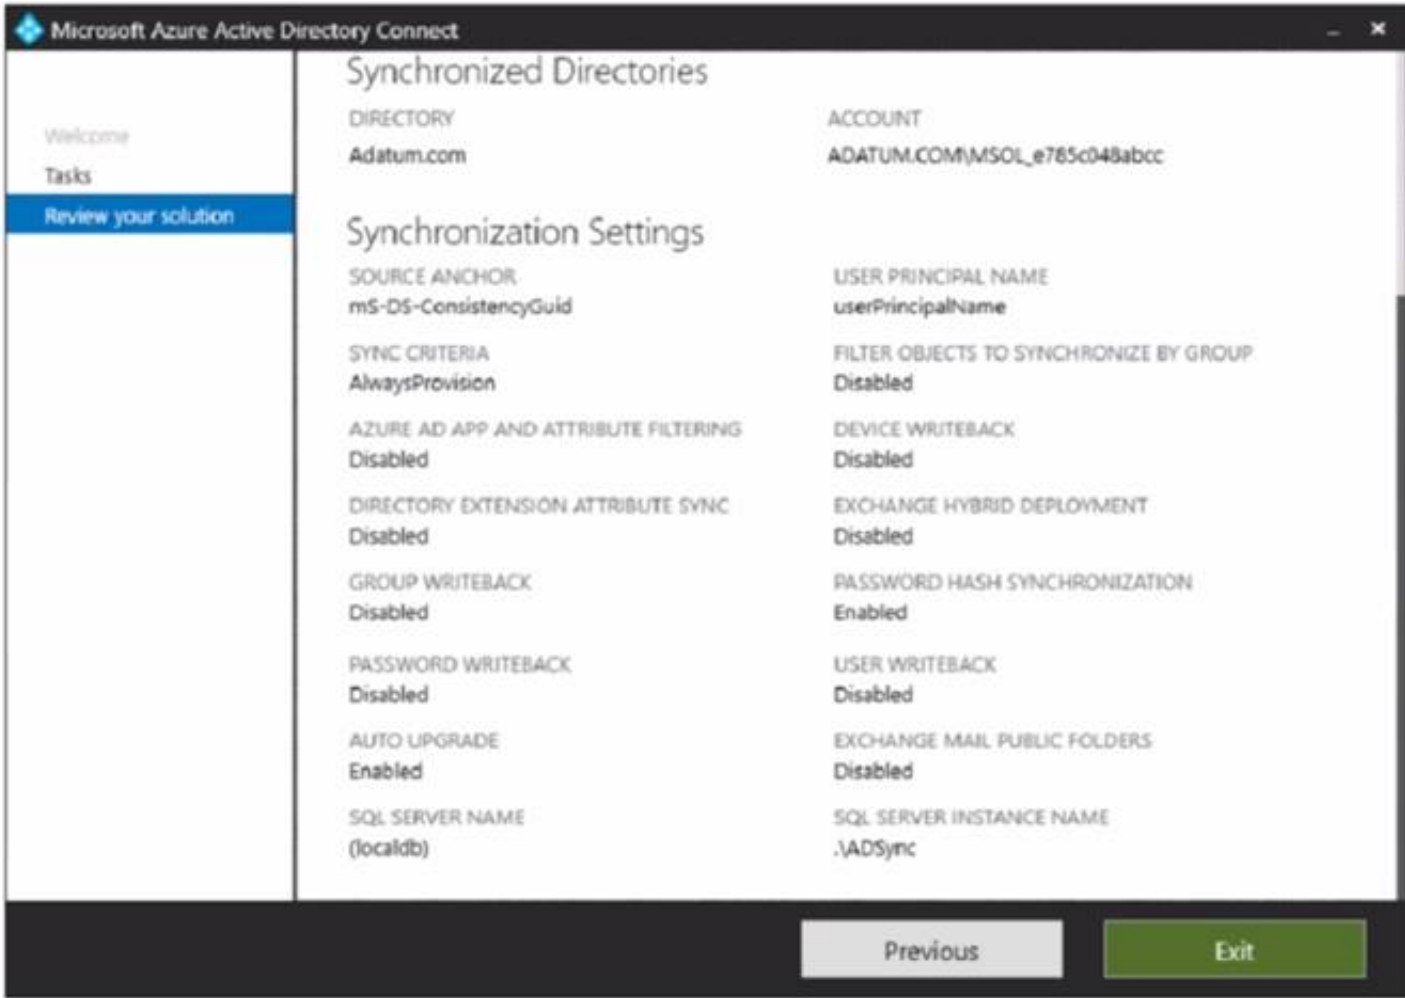 Microsoft Azure Active Directory Connect
Welcome
Tasks
Review your solution
Synchronized Directories
DIRECTORY ACCOUNT
Adatum.com ADATUM.COM\MSOL_e785c048abcc
Synchronization Settings
SOURCE ANCHOR USER PRINCIPAL NAME
mS-DS-ConsistencyGuid userPrincipalName
SYNC CRITERIA FILTER OBJECTS TO SYNCHRONIZE BY GROUP
AlwaysProvision Disabled
AZURE AD APP AND ATTRIBUTE FILTERING DEVICE WRITEBACK
Disabled Disabled
DIRECTORY EXTENSION ATTRIBUTE SYNC EXCHANGE HYBRID DEPLOYMENT
Disabled Disabled
GROUP WRITEBACK PASSWORD HASH SYNCHRONIZATION
Disabled Enabled
PASSWORD WRITEBACK USER WRITEBACK
Disabled Disabled
AUTO UPGRADE EXCHANGE MAIL PUBLIC FOLDERS
Enabled Disabled
SQL SERVER NAME SQL SERVER INSTANCE NAME
(localdb) .\ADSync
Previous Exit